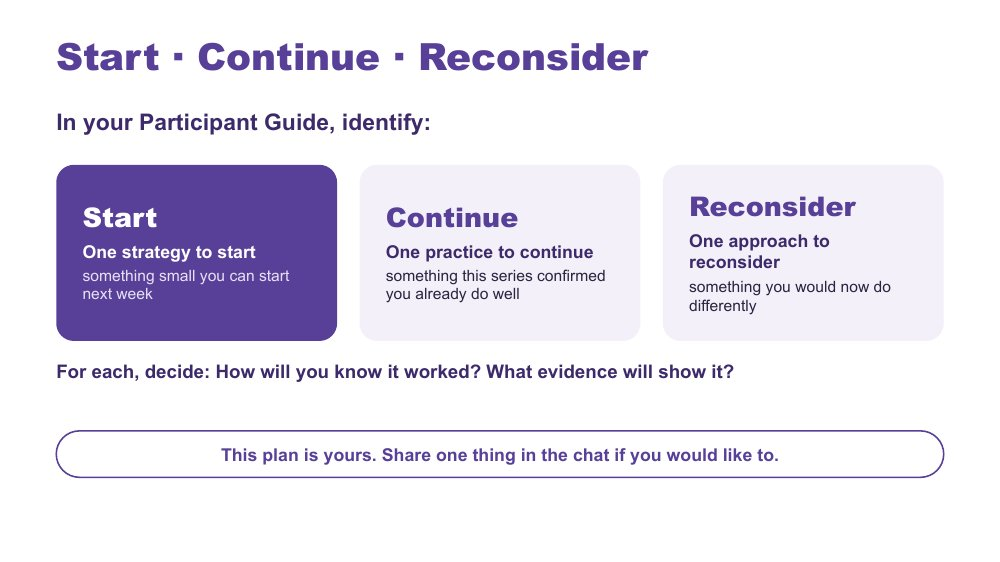 Start · Continue · Reconsider
In your Participant Guide, identify:
Start
One strategy to start
something small you can start
next week
Continue
One practice to continue
something this series confirmed
you already do well
Reconsider
One approach to
reconsider
something you would now do
differently
For each, decide: How will you know it worked? What evidence will show it?
This plan is yours. Share one thing in the chat if you would like to.